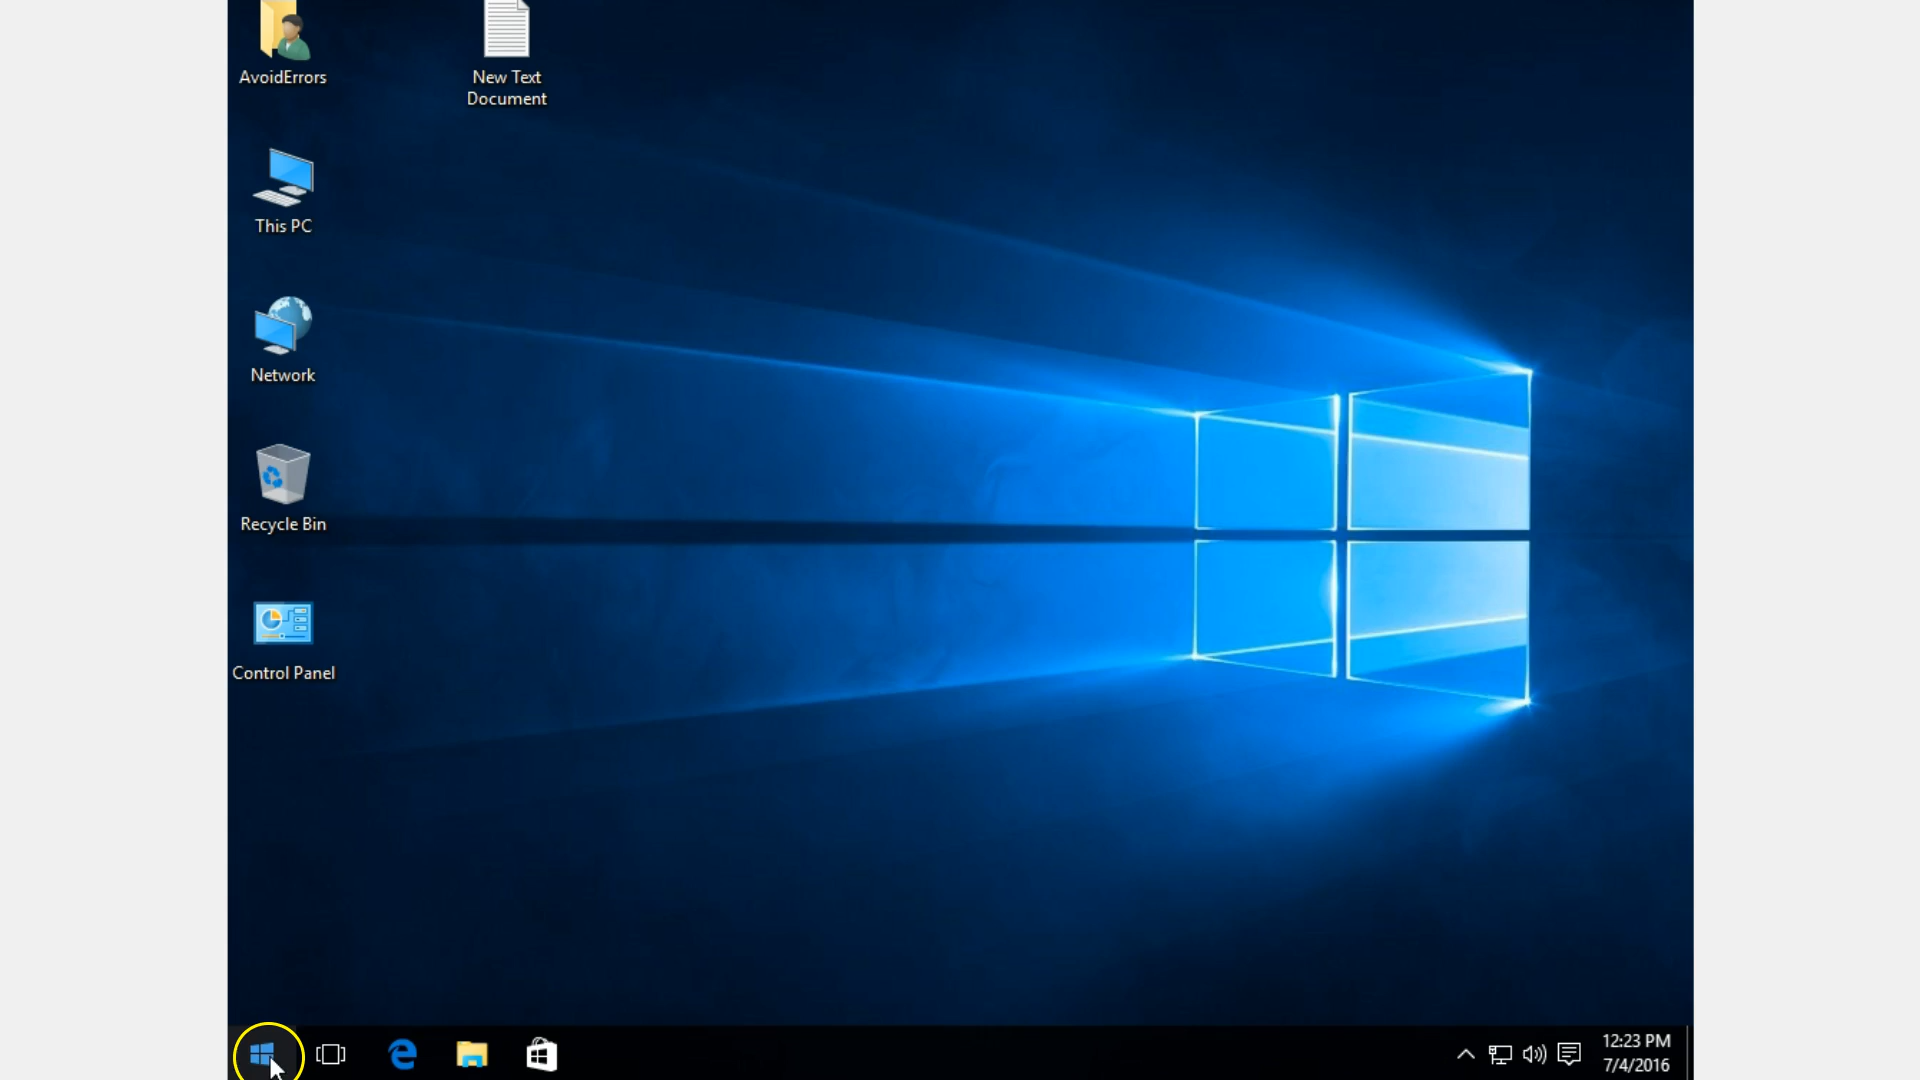 AvoidErrors
New Text
Document
This PC
Network
Recycle Bin
Control Panel
12:23 PM
7/4/2016